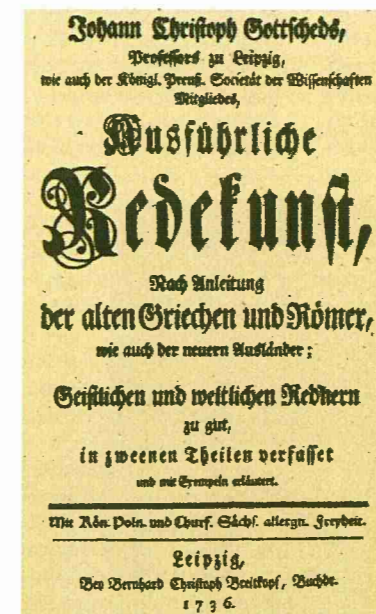 Johann Christoph Gottscheds,
Professors zu Leipzig,
wie auch der Königl. Preuß. Societät der Wissenschaften
Mitgliedes,
Ausführliche
Redekunst,
Nach Anleitung
der alten Griechen und Römer,
wie auch der neuern Ausländer;
Geistlichen und weltlichen Rednern
zu gut,
in zweenen Theilen verfasset
und mit Exempeln erläutert.
Mit Kön. Poln. und Churf. Sächs. allergn. Freyheit.
Leipzig,
Bey Bernhard Christoph Breitkopf, Buchdr.
1736.